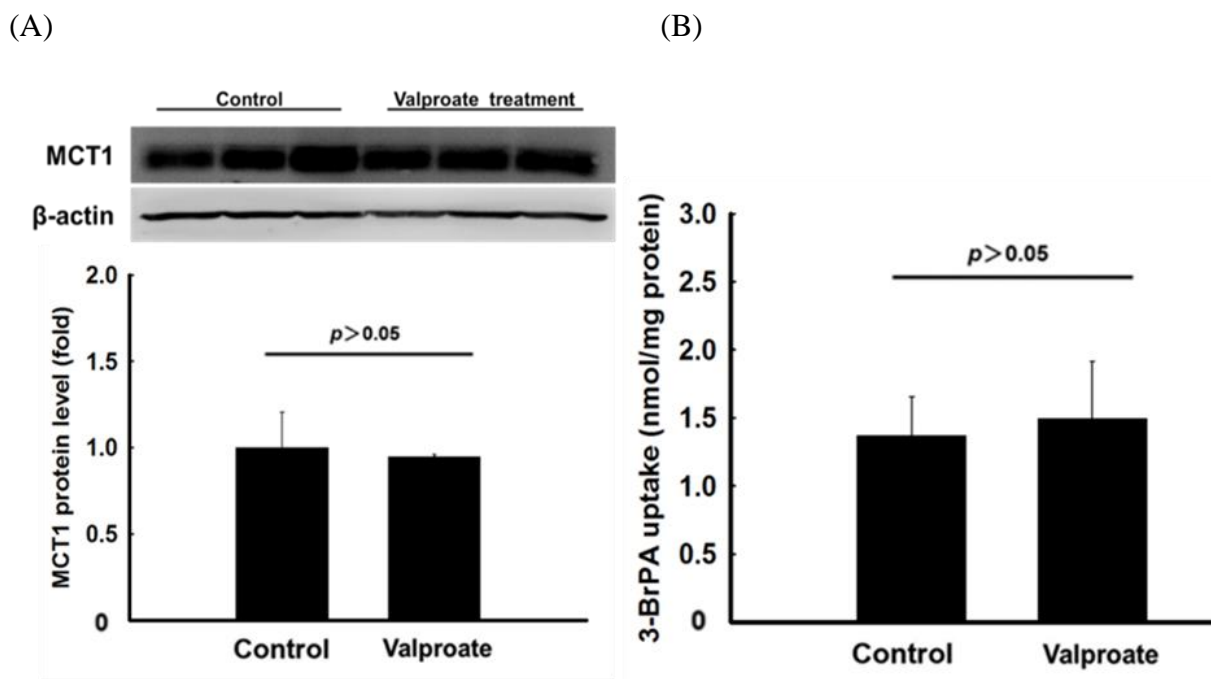 (A)
(B)
Control
Valproate treatment
MCT1
β-actin
MCT1 protein level (fold)
2.0
1.5
1.0
0.5
0
p>0.05
Control
Valproate
3-BrPA uptake (nmol/mg protein)
3.0
2.5
2.0
1.5
1.0
0.5
0
p>0.05
Control
Valproate